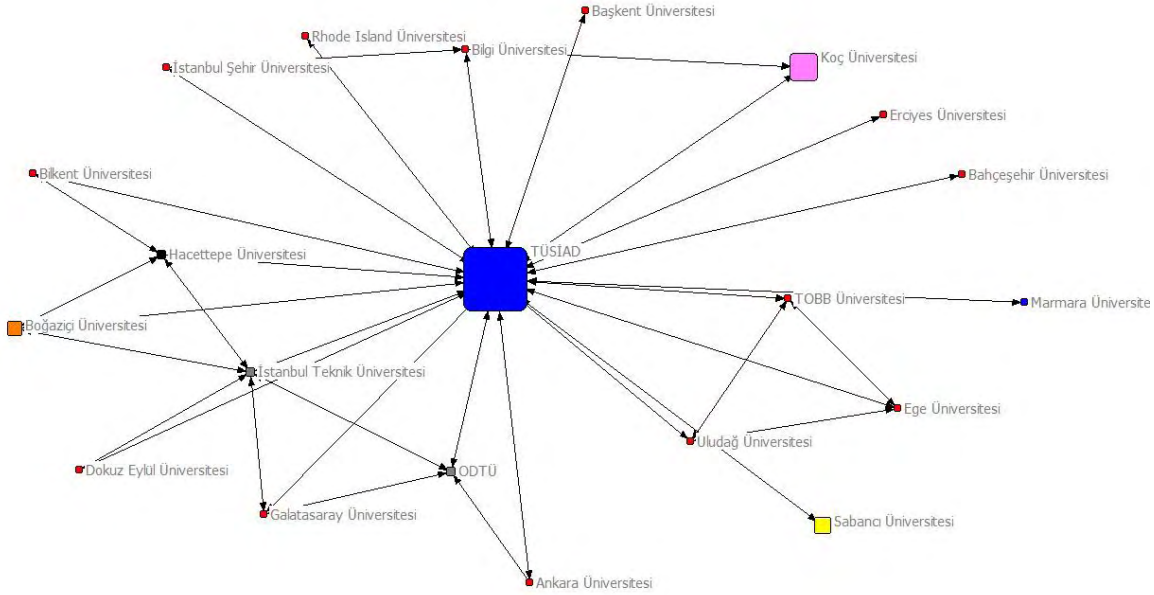 Başkent Üniversitesi
Rhode Island Üniversitesi
Bilgi Üniversitesi
Koç Üniversitesi
İstanbul Şehir Üniversitesi
Erciyes Üniversitesi
Bilkent Üniversitesi
Bahçeşehir Üniversitesi
Hacettepe Üniversitesi
TÜSİAD
TOBB Üniversitesi
Marmara Üniversite
Boğaziçi Üniversitesi
İstanbul Teknik Üniversitesi
Ege Üniversitesi
Uludağ Üniversitesi
Dokuz Eylül Üniversitesi
ODTÜ
Galatasaray Üniversitesi
Sabancı Üniversitesi
Ankara Üniversitesi